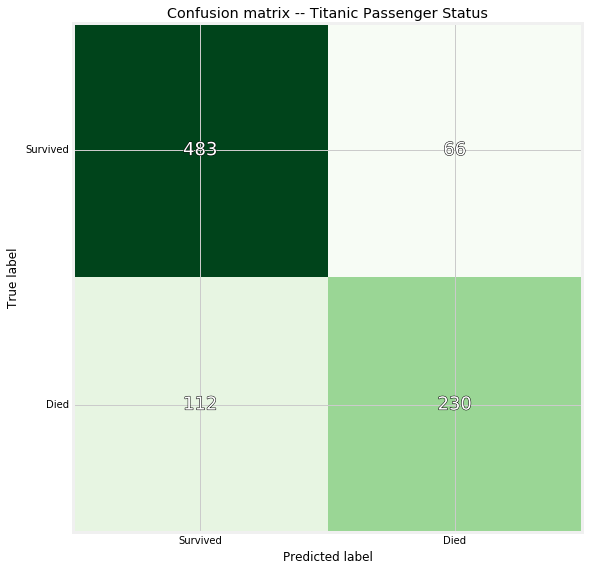 Confusion matrix -- Titanic Passenger Status
Survived
483
66
True label
Died
112
230
Survived
Died
Predicted label